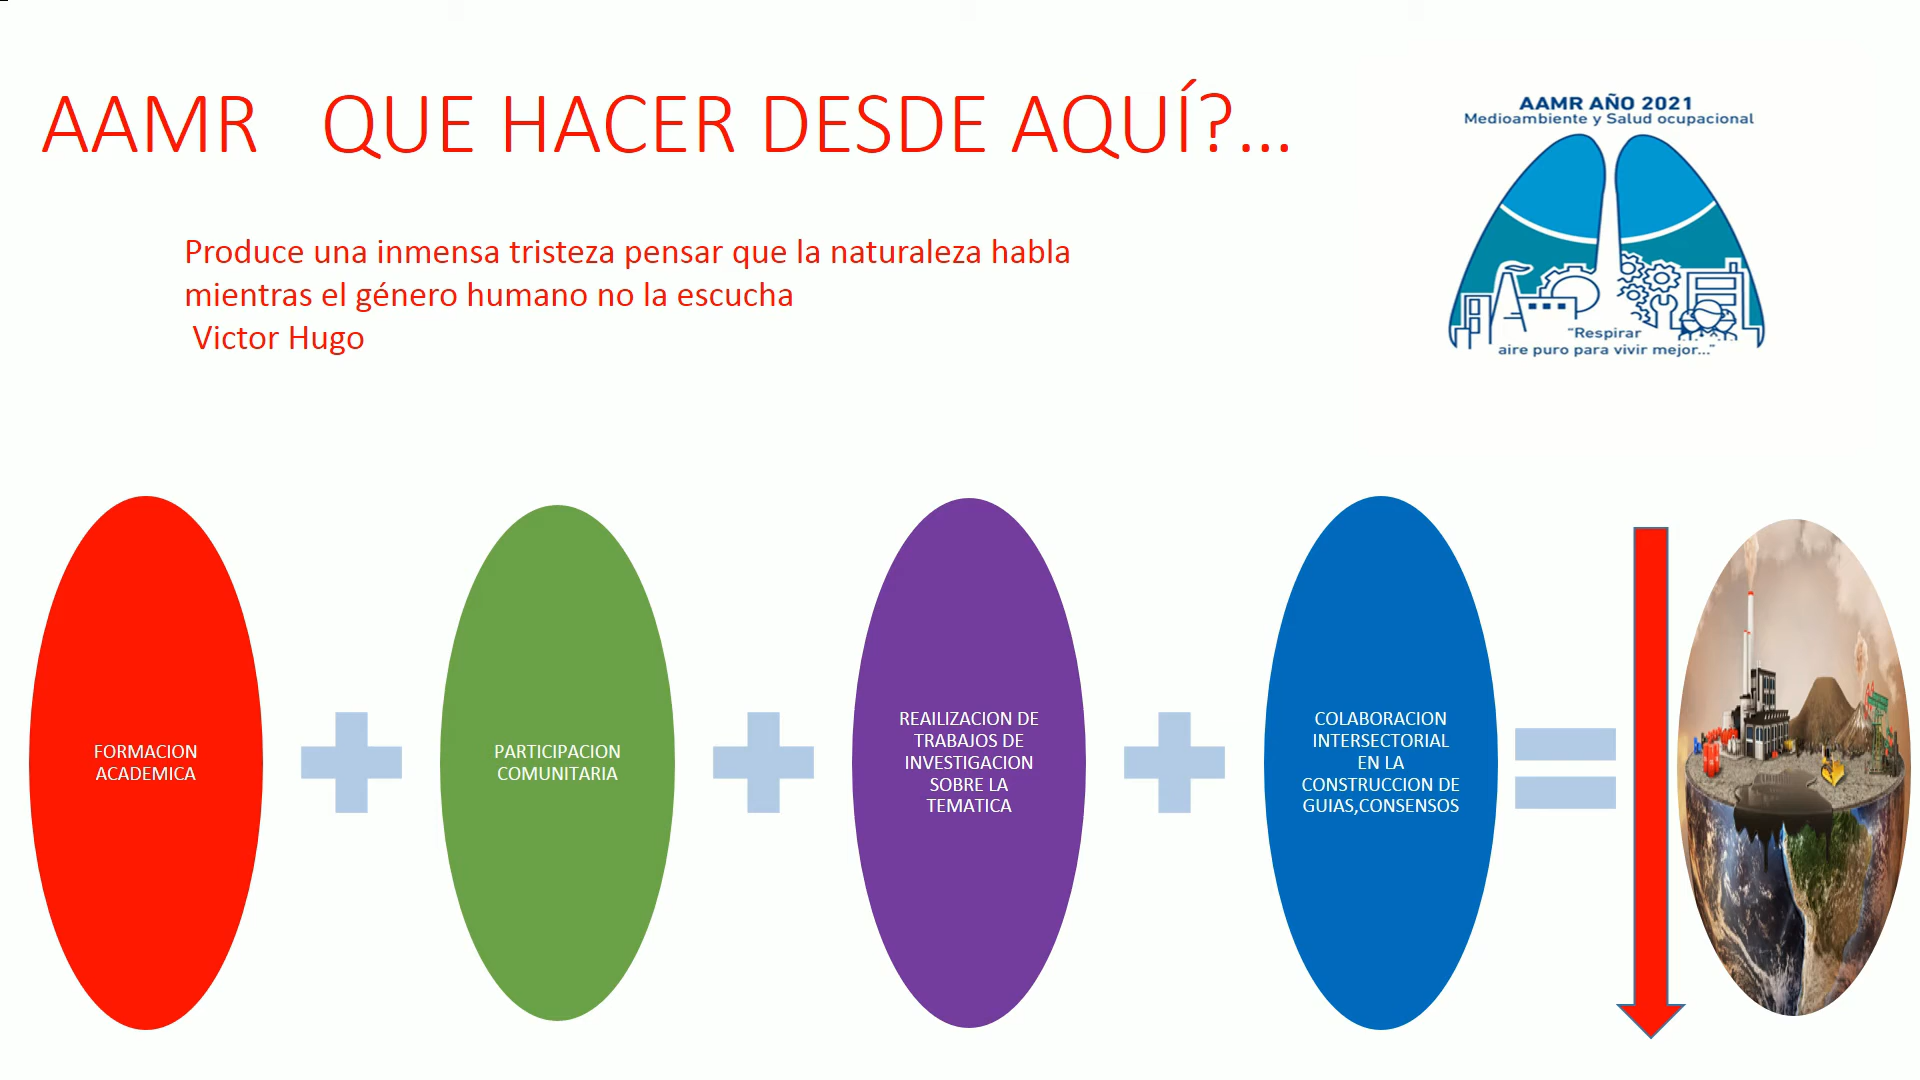 AAMR QUE HACER DESDE AQUÍ?...
AAMR AÑO 2021
Medioambiente y Salud ocupacional
"Respirar
aire puro para vivir mejor..."
Produce una inmensa tristeza pensar que la naturaleza habla
mientras el género humano no la escucha
Victor Hugo
FORMACION
ACADEMICA
PARTICIPACION
COMUNITARIA
REAILIZACION DE
TRABAJOS DE
INVESTIGACION
SOBRE LA
TEMATICA
COLABORACION
INTERSECTORIAL
EN LA
CONSTRUCCION DE
GUIAS,CONSENSOS